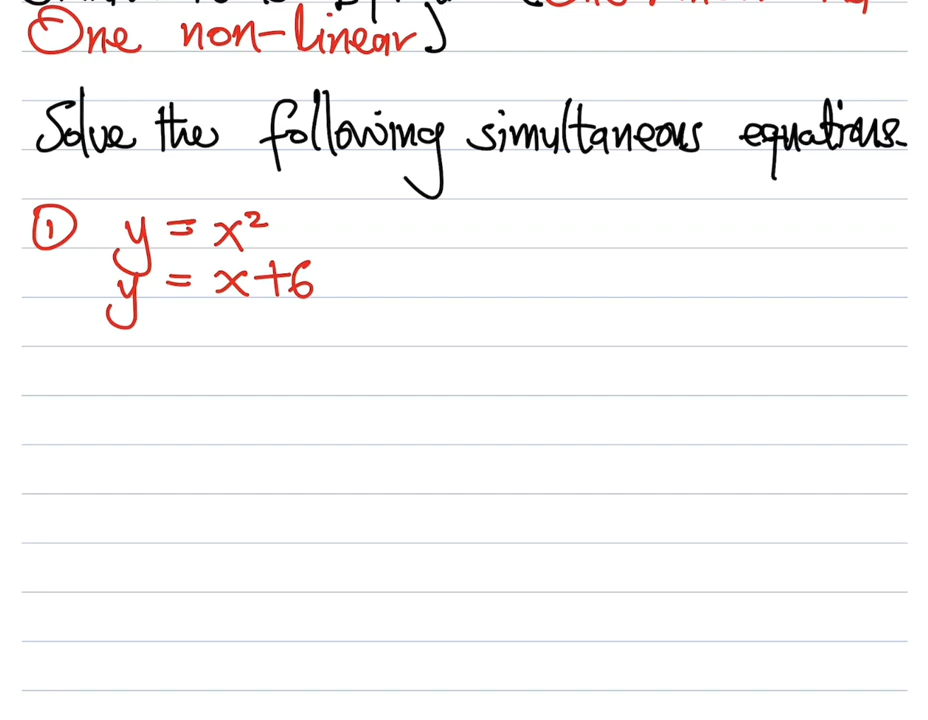 One non-linear)
Solve the following simultaneous equations.
① y = x²
y = x+6